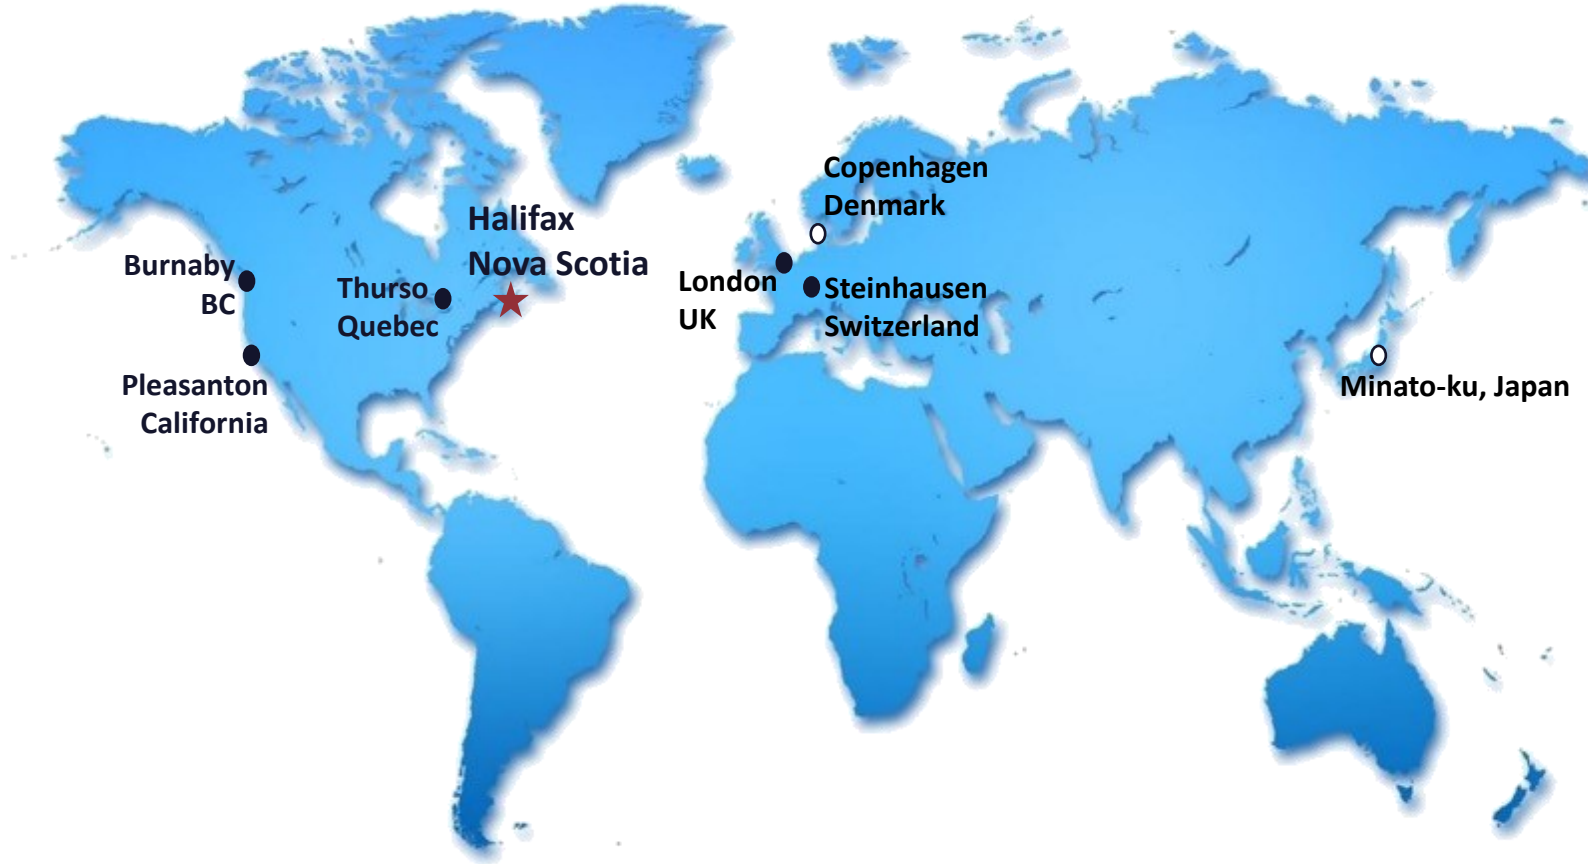 Copenhagen
Denmark
Halifax
Nova Scotia
Burnaby
BC
Thurso
Quebec
London
UK
Steinhausen
Switzerland
Pleasanton
California
Minato-ku, Japan